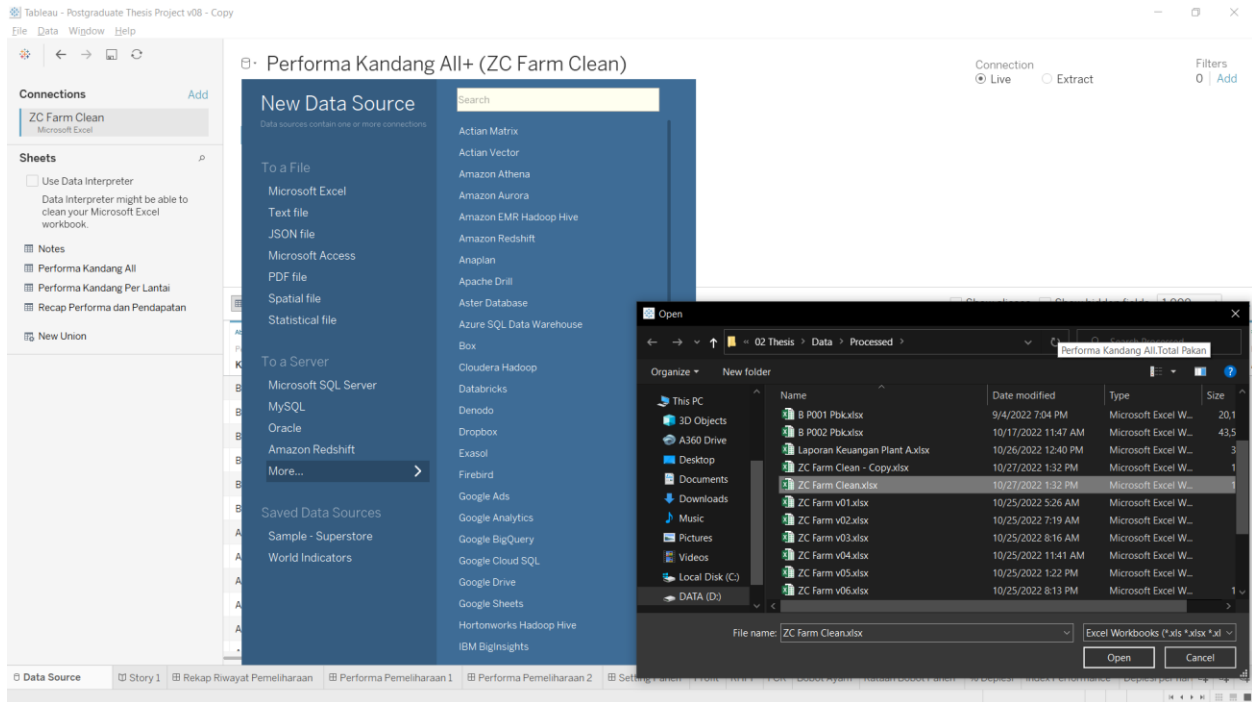 Tableau - Postgraduate Thesis Project v08 - Copy
File Data Window Help
Connections Add
ZC Farm Clean
Microsoft Excel
Sheets
Use Data Interpreter
Data Interpreter might be able to
clean your Microsoft Excel
workbook.
Notes
Performa Kandang All
Performa Kandang Per Lantai
Recap Performa dan Pendapatan
New Union
Performa Kandang All+ (ZC Farm Clean)
Connection
Live Extract
Filters
0 Add
New Data Source
Data sources contain one or more connections
To a File
Microsoft Excel
Text file
JSON file
Microsoft Access
PDF file
Spatial file
Statistical file
To a Server
Microsoft SQL Server
MySQL
Oracle
Amazon Redshift
More...
Saved Data Sources
Sample - Superstore
World Indicators
Search
Actian Matrix
Actian Vector
Amazon Athena
Amazon Aurora
Amazon EMR Hadoop Hive
Amazon Redshift
Anaplan
Apache Drill
Aster Database
Azure SQL Data Warehouse
Box
Cloudera Hadoop
Databricks
Denodo
Dropbox
Exasol
Firebird
Google Ads
Google Analytics
Google BigQuery
Google Cloud SQL
Google Drive
Google Sheets
Hortonworks Hadoop Hive
IBM BigInsights
Open
« 02 Thesis > Data > Processed >
Performa Kandang All.Total Pakan
Organize New folder
This PC
3D Objects
A360 Drive
Desktop
Documents
Downloads
Music
Pictures
Videos
Local Disk (C:)
DATA (D:)
Name Date modified Type Size
B P001 Pbk.xlsx 9/4/2022 7:04 PM Microsoft Excel W... 20,1
B P002 Pbk.xlsx 10/17/2022 11:47 AM Microsoft Excel W... 43,5
Laporan Keuangan Plant A.xlsx 10/26/2022 12:40 PM Microsoft Excel W... 3
ZC Farm Clean - Copy.xlsx 10/27/2022 1:32 PM Microsoft Excel W... 1
ZC Farm Clean.xlsx 10/27/2022 1:32 PM Microsoft Excel W... 1
ZC Farm v01.xlsx 10/25/2022 5:26 AM Microsoft Excel W...
ZC Farm v02.xlsx 10/25/2022 7:19 AM Microsoft Excel W...
ZC Farm v03.xlsx 10/25/2022 8:16 AM Microsoft Excel W...
ZC Farm v04.xlsx 10/25/2022 11:41 AM Microsoft Excel W...
ZC Farm v05.xlsx 10/25/2022 1:22 PM Microsoft Excel W...
ZC Farm v06.xlsx 10/25/2022 8:13 PM Microsoft Excel W... 1
File name: ZC Farm Clean.xlsx Excel Workbooks (*.xls *.xlsx *.xl
Open Cancel
Data Source Story 1 Rekap Riwayat Pemeliharaan Performa Pemeliharaan 1 Performa Pemeliharaan 2